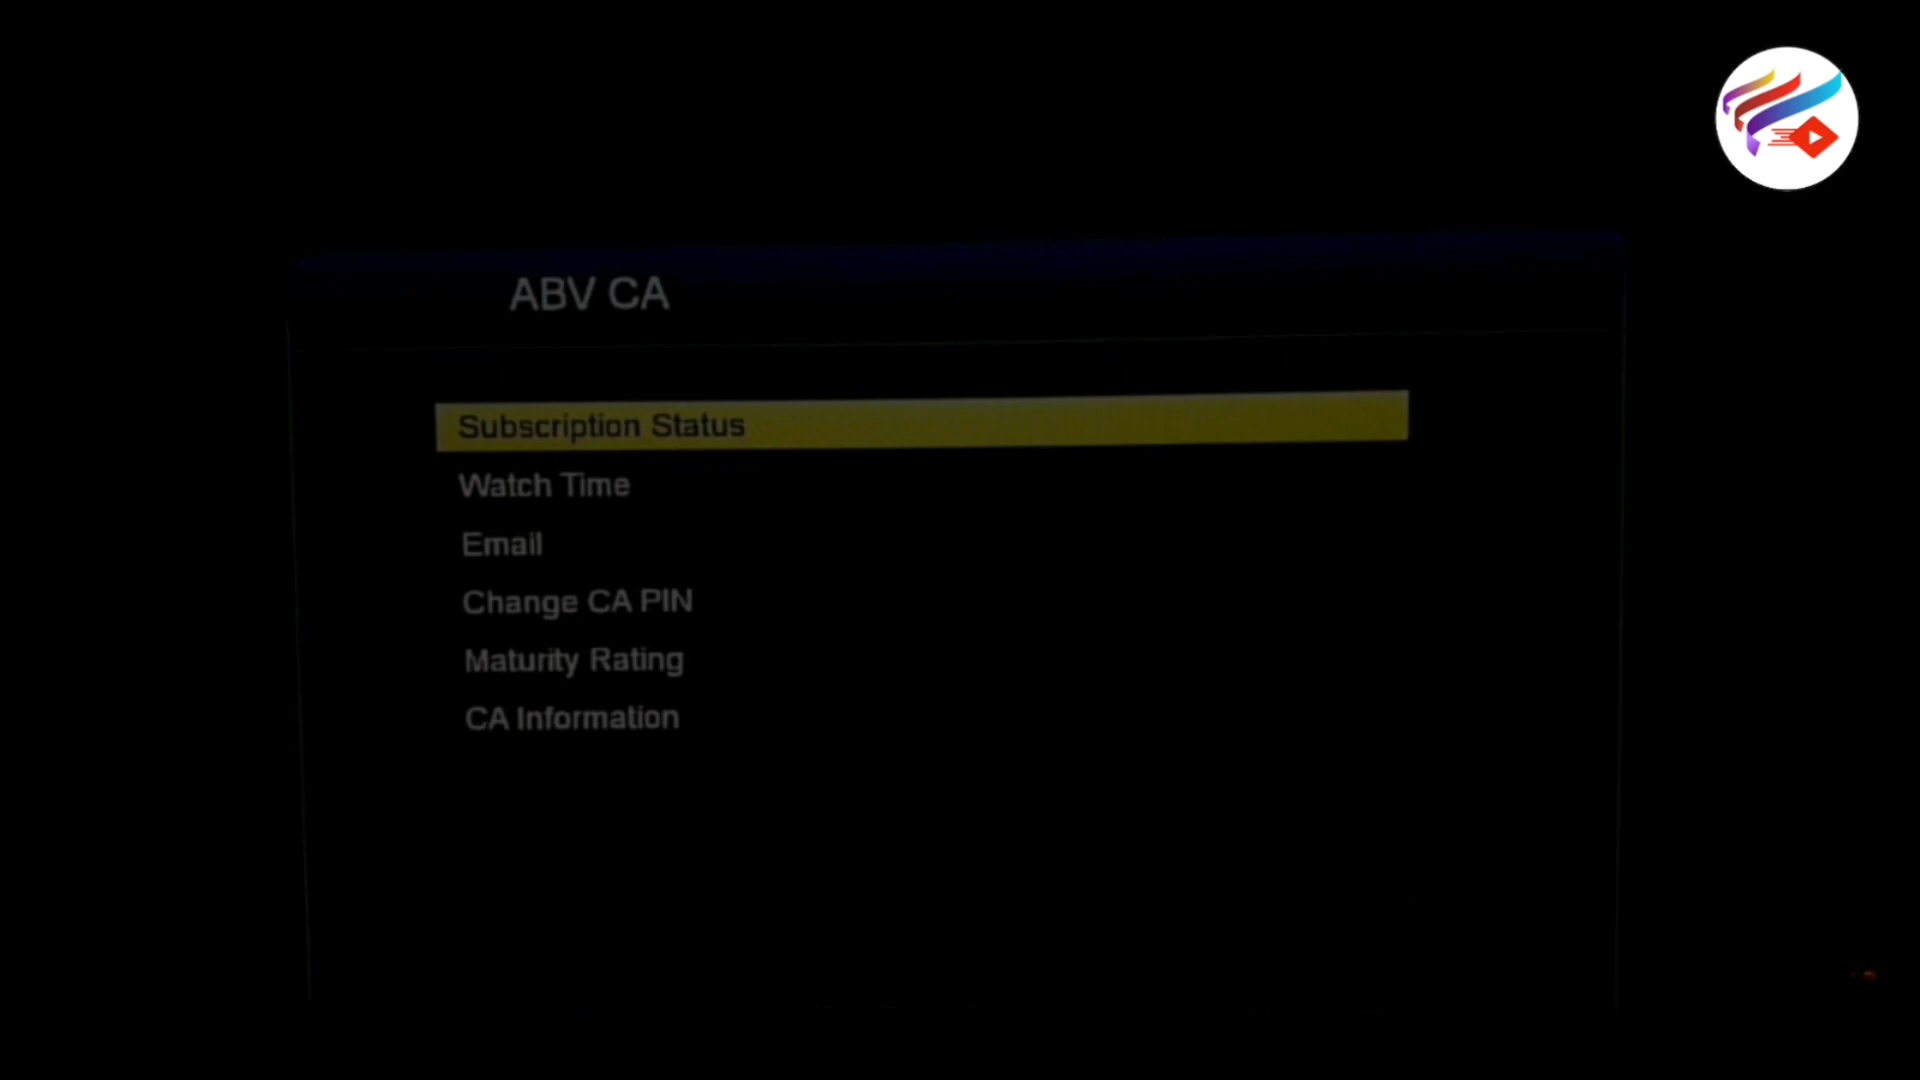 ABV CA
Subscription Status
Watch Time
Email
Change CA PIN
Maturity Rating
CA Information